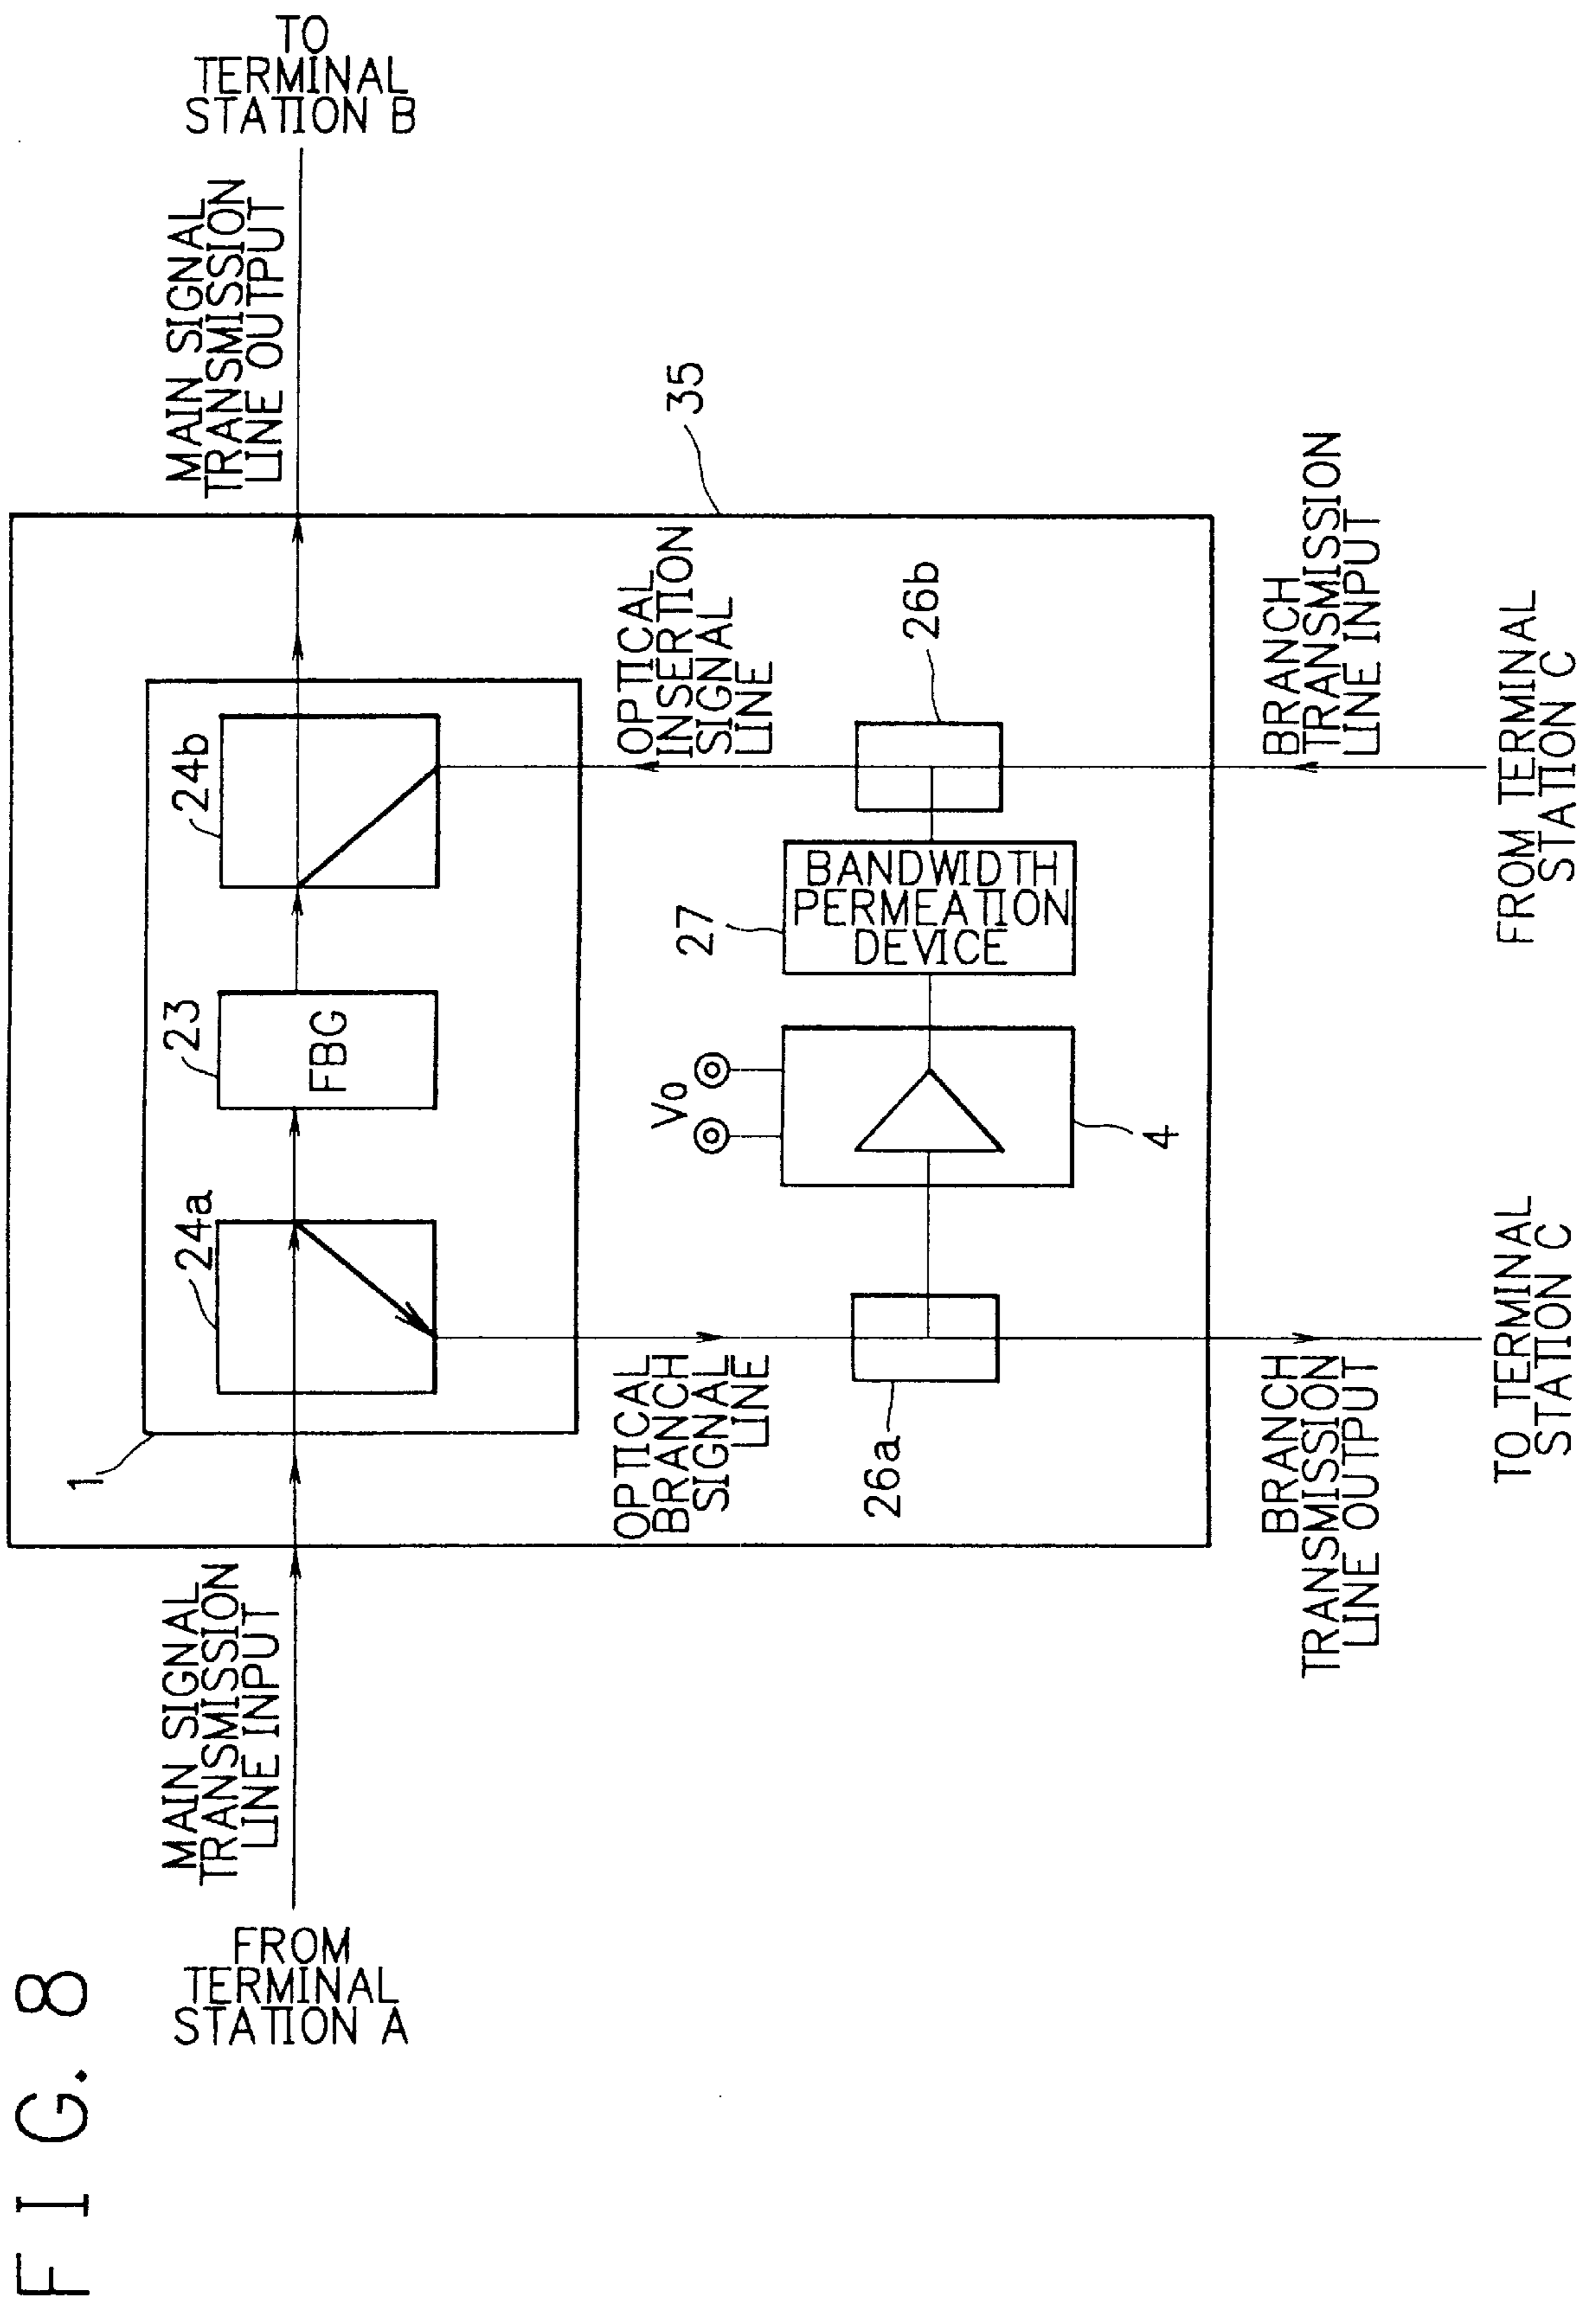 FIG. 8
FROM
TERMINAL
STATION A
MAIN SIGNAL
TRANSMISSION
LINE INPUT
1
24a
23
FBG
24b
MAIN SIGNAL
TRANSMISSION
LINE OUTPUT
TO
TERMINAL
STATION B
OPTICAL
BRANCH
SIGNAL
LINE
V0
OPTICAL
INSERTION
SIGNAL
LINE
35
26a
4
27
BANDWIDTH
PERMEATION
DEVICE
26b
BRANCH
TRANSMISSION
LINE OUTPUT
BRANCH
TRANSMISSION
LINE INPUT
TO TERMINAL
STATION C
FROM TERMINAL
STATION C